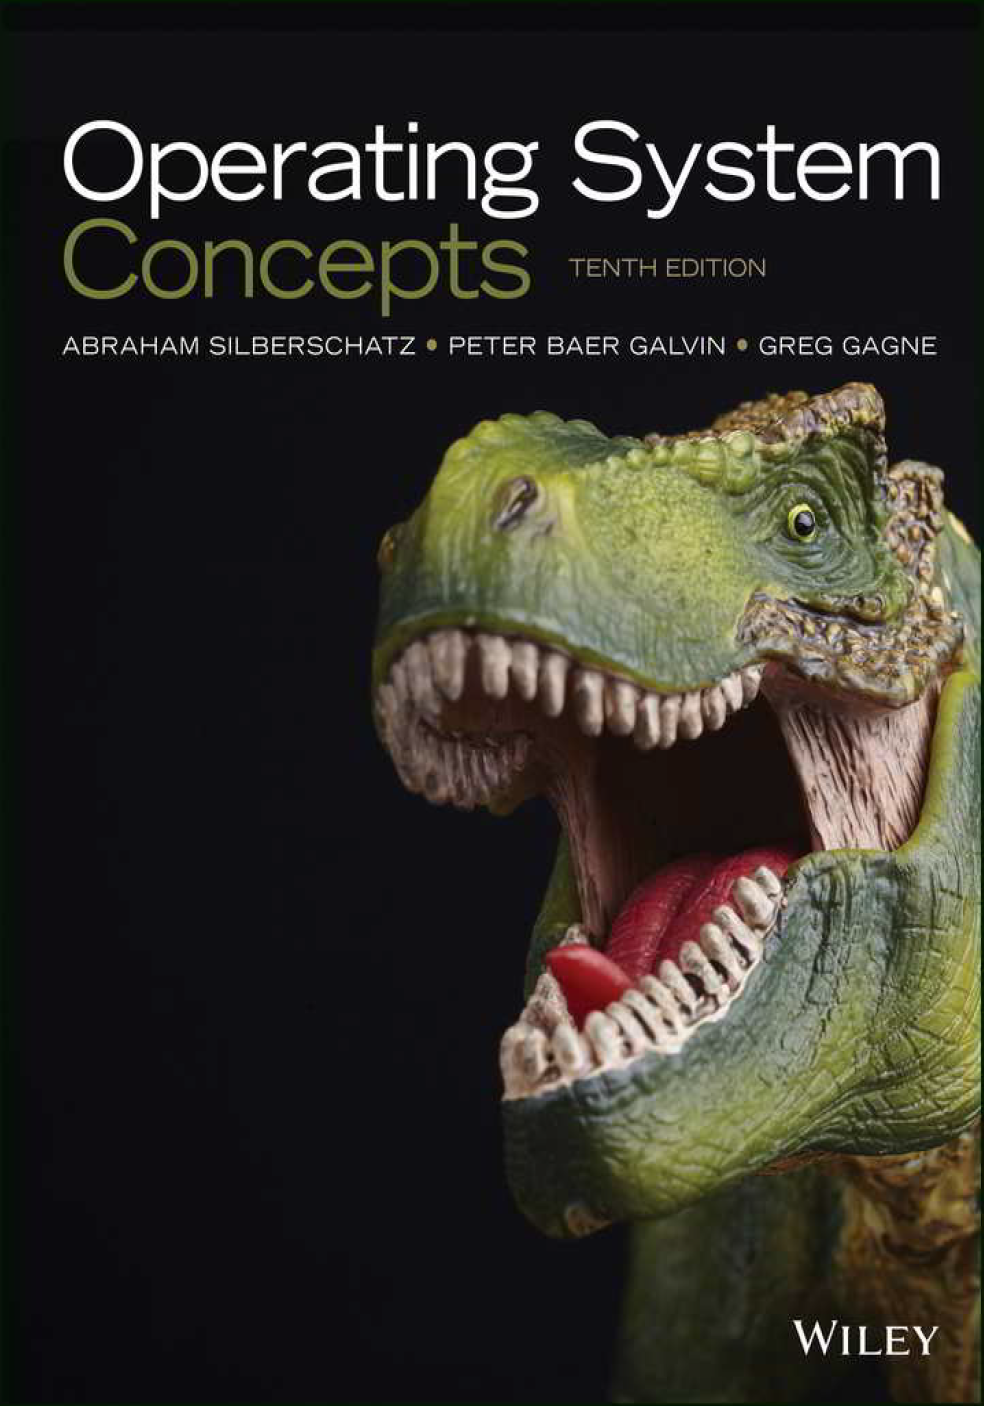 Operating System
Concepts TENTH EDITION
ABRAHAM SILBERSCHATZ • PETER BAER GALVIN • GREG GAGNE
WILEY